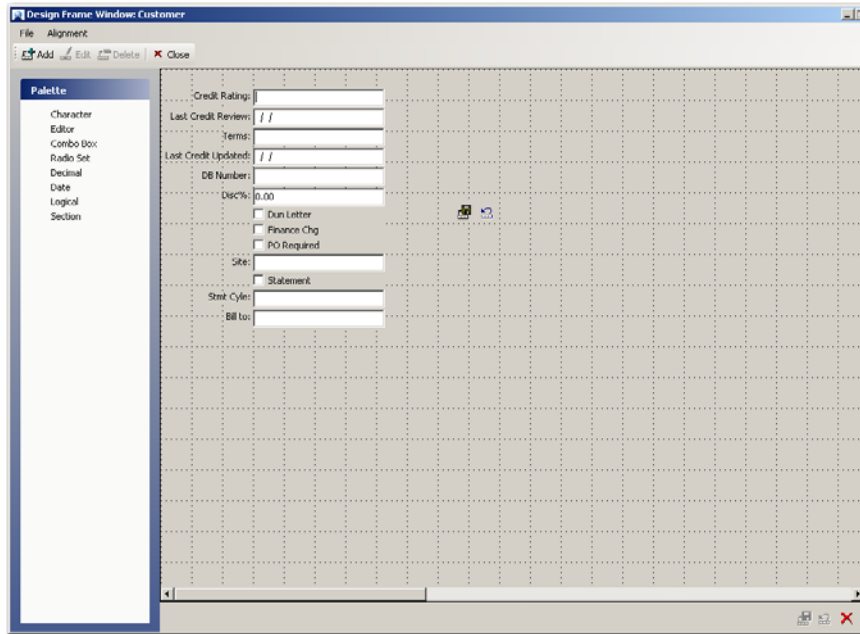 Design Frame Window: Customer
File Alignment
Add Edit Delete Close
Palette
Character
Editor
Combo Box
Radio Set
Decimal
Date
Logical
Section
Credit Rating:
Last Credit Review: / /
Terms:
Last Credit Updated: / /
DB Number:
Disc%: 0.00
Dun Letter
Finance Chg
PO Required
Site:
Statement
Stmt Cyle:
Bill to: